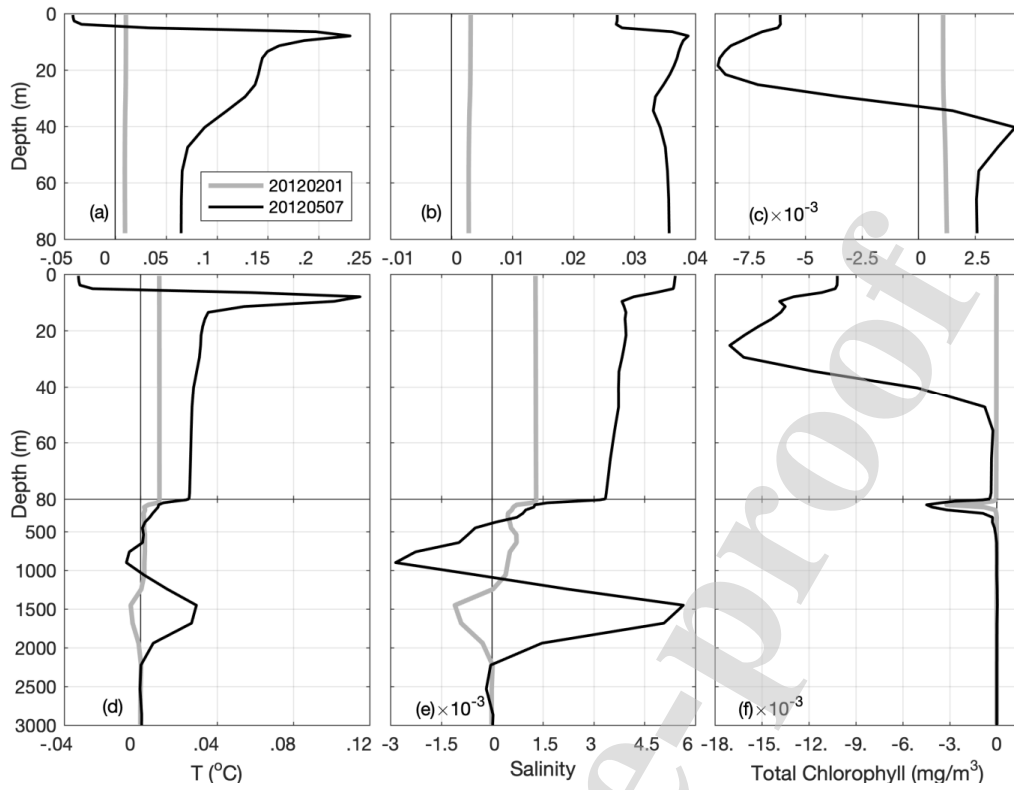 0
20
40
60
80
Depth (m)
(a)
20120201
20120507
-.05 0 .1 .15 .2 .25
(b)
-.01 0 .01 .02 .03 .04
(c)×10⁻³
-7.5 -5 -2.5 0 2.5
0
20
40
60
80
500
1000
1500
2000
2500
3000
Depth (m)
(d)
-.04 0 .04 .08 .12
T (°C)
(e)×10⁻³
-3 -1.5 0 1.5 3 4.5 6
Salinity
(f)×10⁻³
-18. -15. -12. -9. -6. -3. 0
Total Chlorophyll (mg/m³)
e-proof